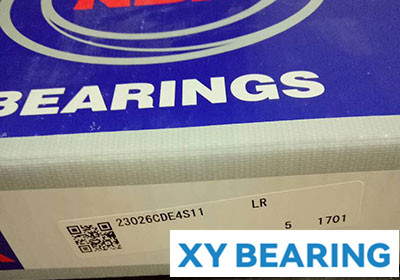 BEARINGS
23026CDE4S11
LR
5 1701
XY BEARING